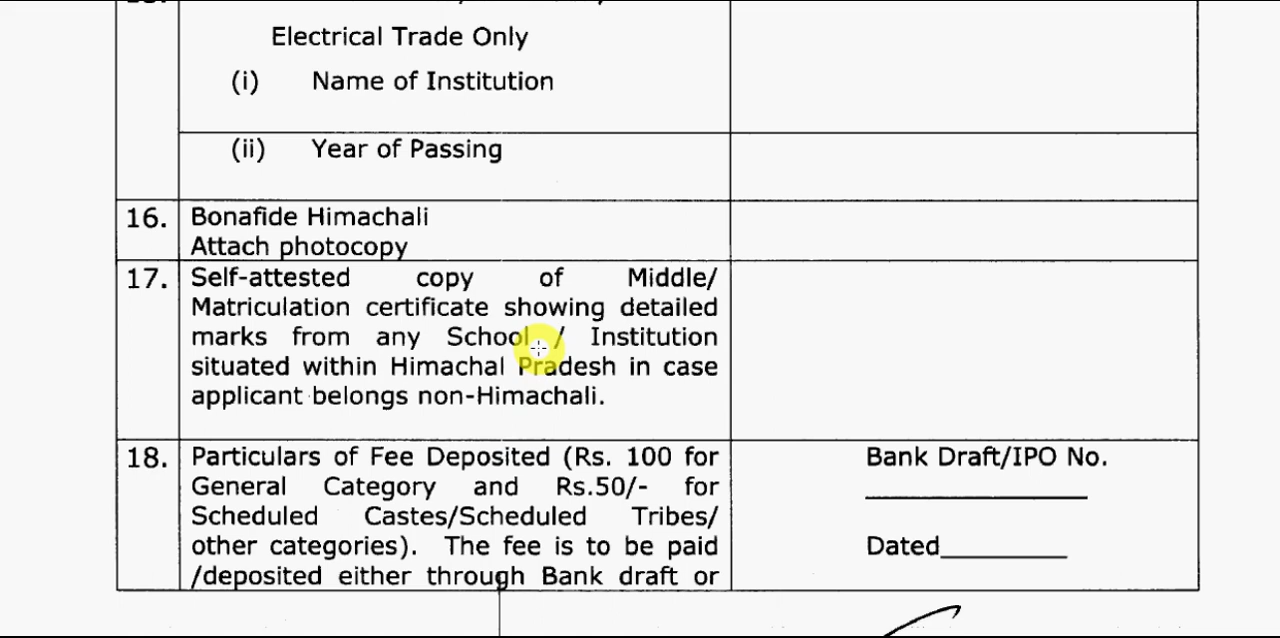 Electrical Trade Only
(i) Name of Institution
(ii) Year of Passing
16. Bonafide Himachali
Attach photocopy
17. Self-attested copy of Middle/
Matriculation certificate showing detailed
marks from any School / Institution
situated within Himachal Pradesh in case
applicant belongs non-Himachali.
18. Particulars of Fee Deposited (Rs. 100 for
General Category and Rs.50/- for
Scheduled Castes/Scheduled Tribes/
other categories). The fee is to be paid
/deposited either through Bank draft or
Bank Draft/IPO No.
Dated